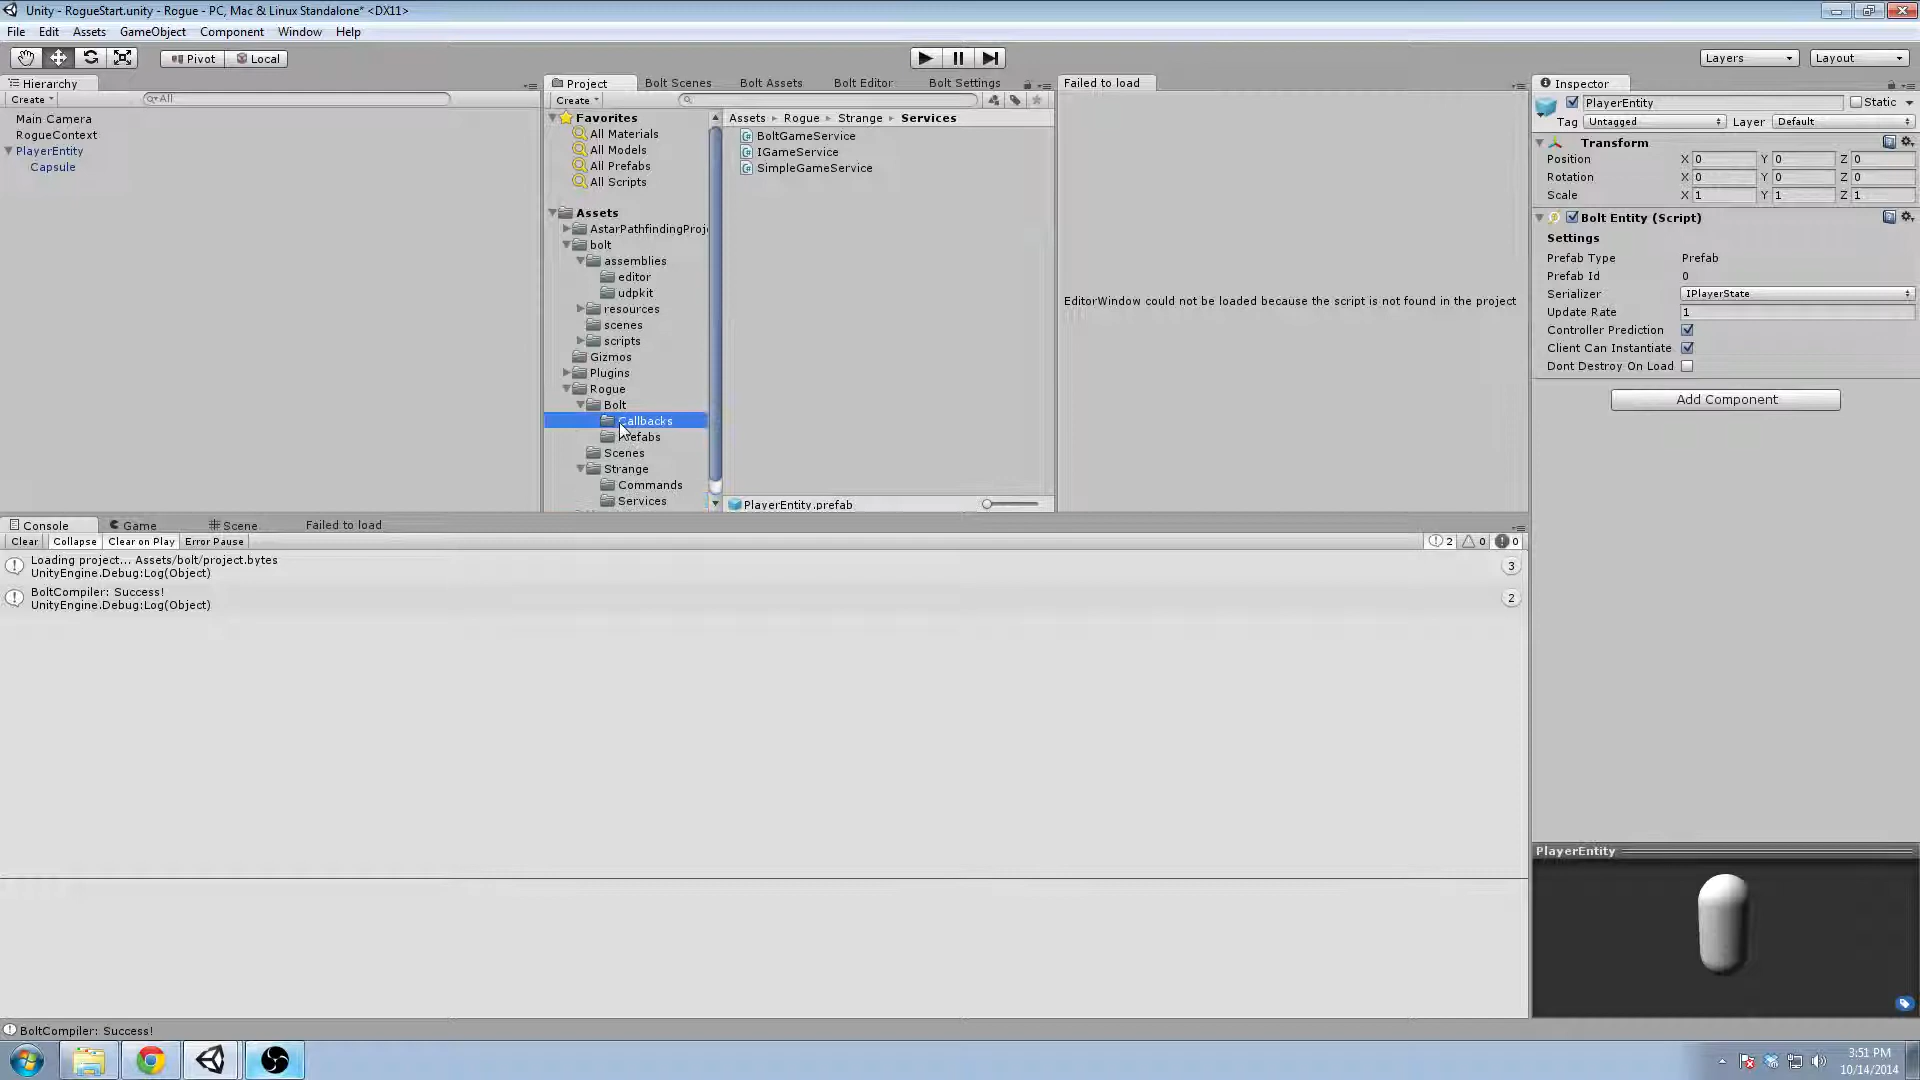 Unity - RogueStart.unity - Rogue - PC, Mac & Linux Standalone* <DX11>
File Edit Assets GameObject Component Window Help
Pivot Local Layers Layout
Hierarchy
Create All
Main Camera
RogueContext
PlayerEntity
Capsule
Project Bolt Scenes Bolt Assets Bolt Editor Bolt Settings
Create
Favorites
All Materials
All Models
All Prefabs
All Scripts
Assets
AstarPathfindingProj
bolt
assemblies
editor
udpkit
resources
scenes
scripts
Gizmos
Plugins
Rogue
Bolt
Callbacks
Prefabs
Scenes
Strange
Commands
Services
Assets Rogue Strange Services
BoltGameService
IGameService
SimpleGameService
PlayerEntity.prefab
Failed to load
EditorWindow could not be loaded because the script is not found in the project
Inspector
PlayerEntity Static
Tag Untagged Layer Default
Transform
Position X 0 Y 0 Z 0
Rotation X 0 Y 0 Z 0
Scale X 1 Y 1 Z 1
Bolt Entity (Script)
Settings
Prefab Type Prefab
Prefab Id 0
Serializer IPlayerState
Update Rate 1
Controller Prediction
Client Can Instantiate
Dont Destroy On Load
Add Component
PlayerEntity
Console Game Scene Failed to load
Clear Collapse Clear on Play Error Pause 2 0 0
Loading project... Assets/bolt/project.bytes
UnityEngine.Debug:Log(Object) 3
BoltCompiler: Success!
UnityEngine.Debug:Log(Object) 2
BoltCompiler: Success!
3:51 PM
10/14/2014